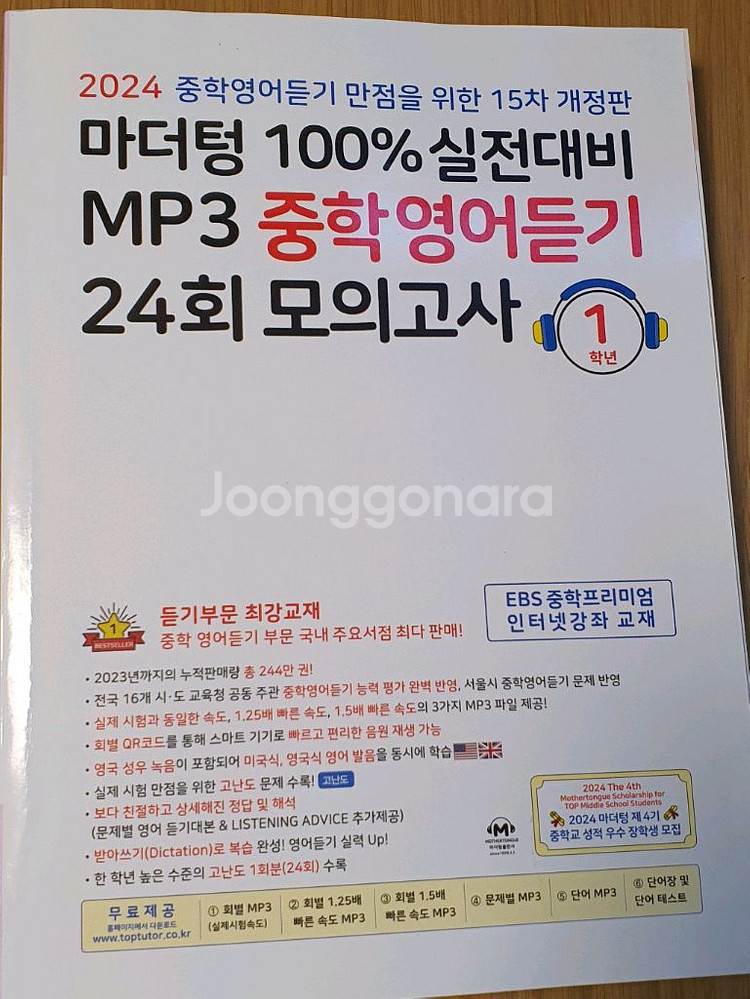 2024 중학영어듣기 만점을 위한 15차 개정판
마더텅 100%실전대비
MP3 중학영어듣기
24회 모의고사
1
학년
Joonggonara
1
BESTSELLER
듣기부문 최강교재
중학 영어듣기 부문 국내 주요서점 최다 판매!
EBS 중학프리미엄
인터넷강좌 교재
· 2023년까지의 누적판매량 총 244만 권!
· 전국 16개 시·도 교육청 공동 주관 중학영어듣기 능력 평가 완벽 반영, 서울시 중학영어듣기 문제 반영
· 실제 시험과 동일한 속도, 1.25배 빠른 속도, 1.5배 빠른 속도의 3가지 MP3 파일 제공!
· 회별 QR코드를 통해 스마트 기기로 빠르고 편리한 음원 재생 가능
· 영국 성우 녹음이 포함되어 미국식, 영국식 영어 발음을 동시에 학습
· 실제 시험 만점을 위한 고난도 문제 수록! 고난도
· 보다 친절하고 상세해진 정답 및 해석
(문제별 영어 듣기대본 & LISTENING ADVICE 추가제공)
· 받아쓰기(Dictation)로 복습 완성! 영어듣기 실력 Up!
· 한 학년 높은 수준의 고난도 1회분(24회) 수록
MOTHERTONGUE
마더텅출판사
since 1999.4.1
2024 The 4th
Mothertongue Scholarship for
TOP Middle School Students
2024 마더텅 제4기
중학교 성적 우수 장학생 모집
무료제공
홈페이지에서 다운로드
www.toptutor.co.kr
① 회별 MP3
(실제시험속도)
② 회별 1.25배
빠른 속도 MP3
③ 회별 1.5배
빠른 속도 MP3
④ 문제별 MP3
⑤ 단어 MP3
⑥ 단어장 및
단어 테스트